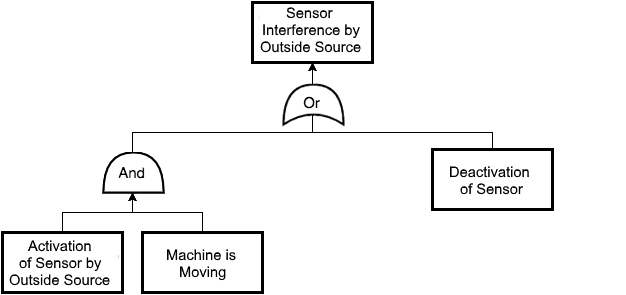 Sensor
Interference by
Outside Source
Or
And
Deactivation
of Sensor
Activation
of Sensor by
Outside Source
Machine is
Moving